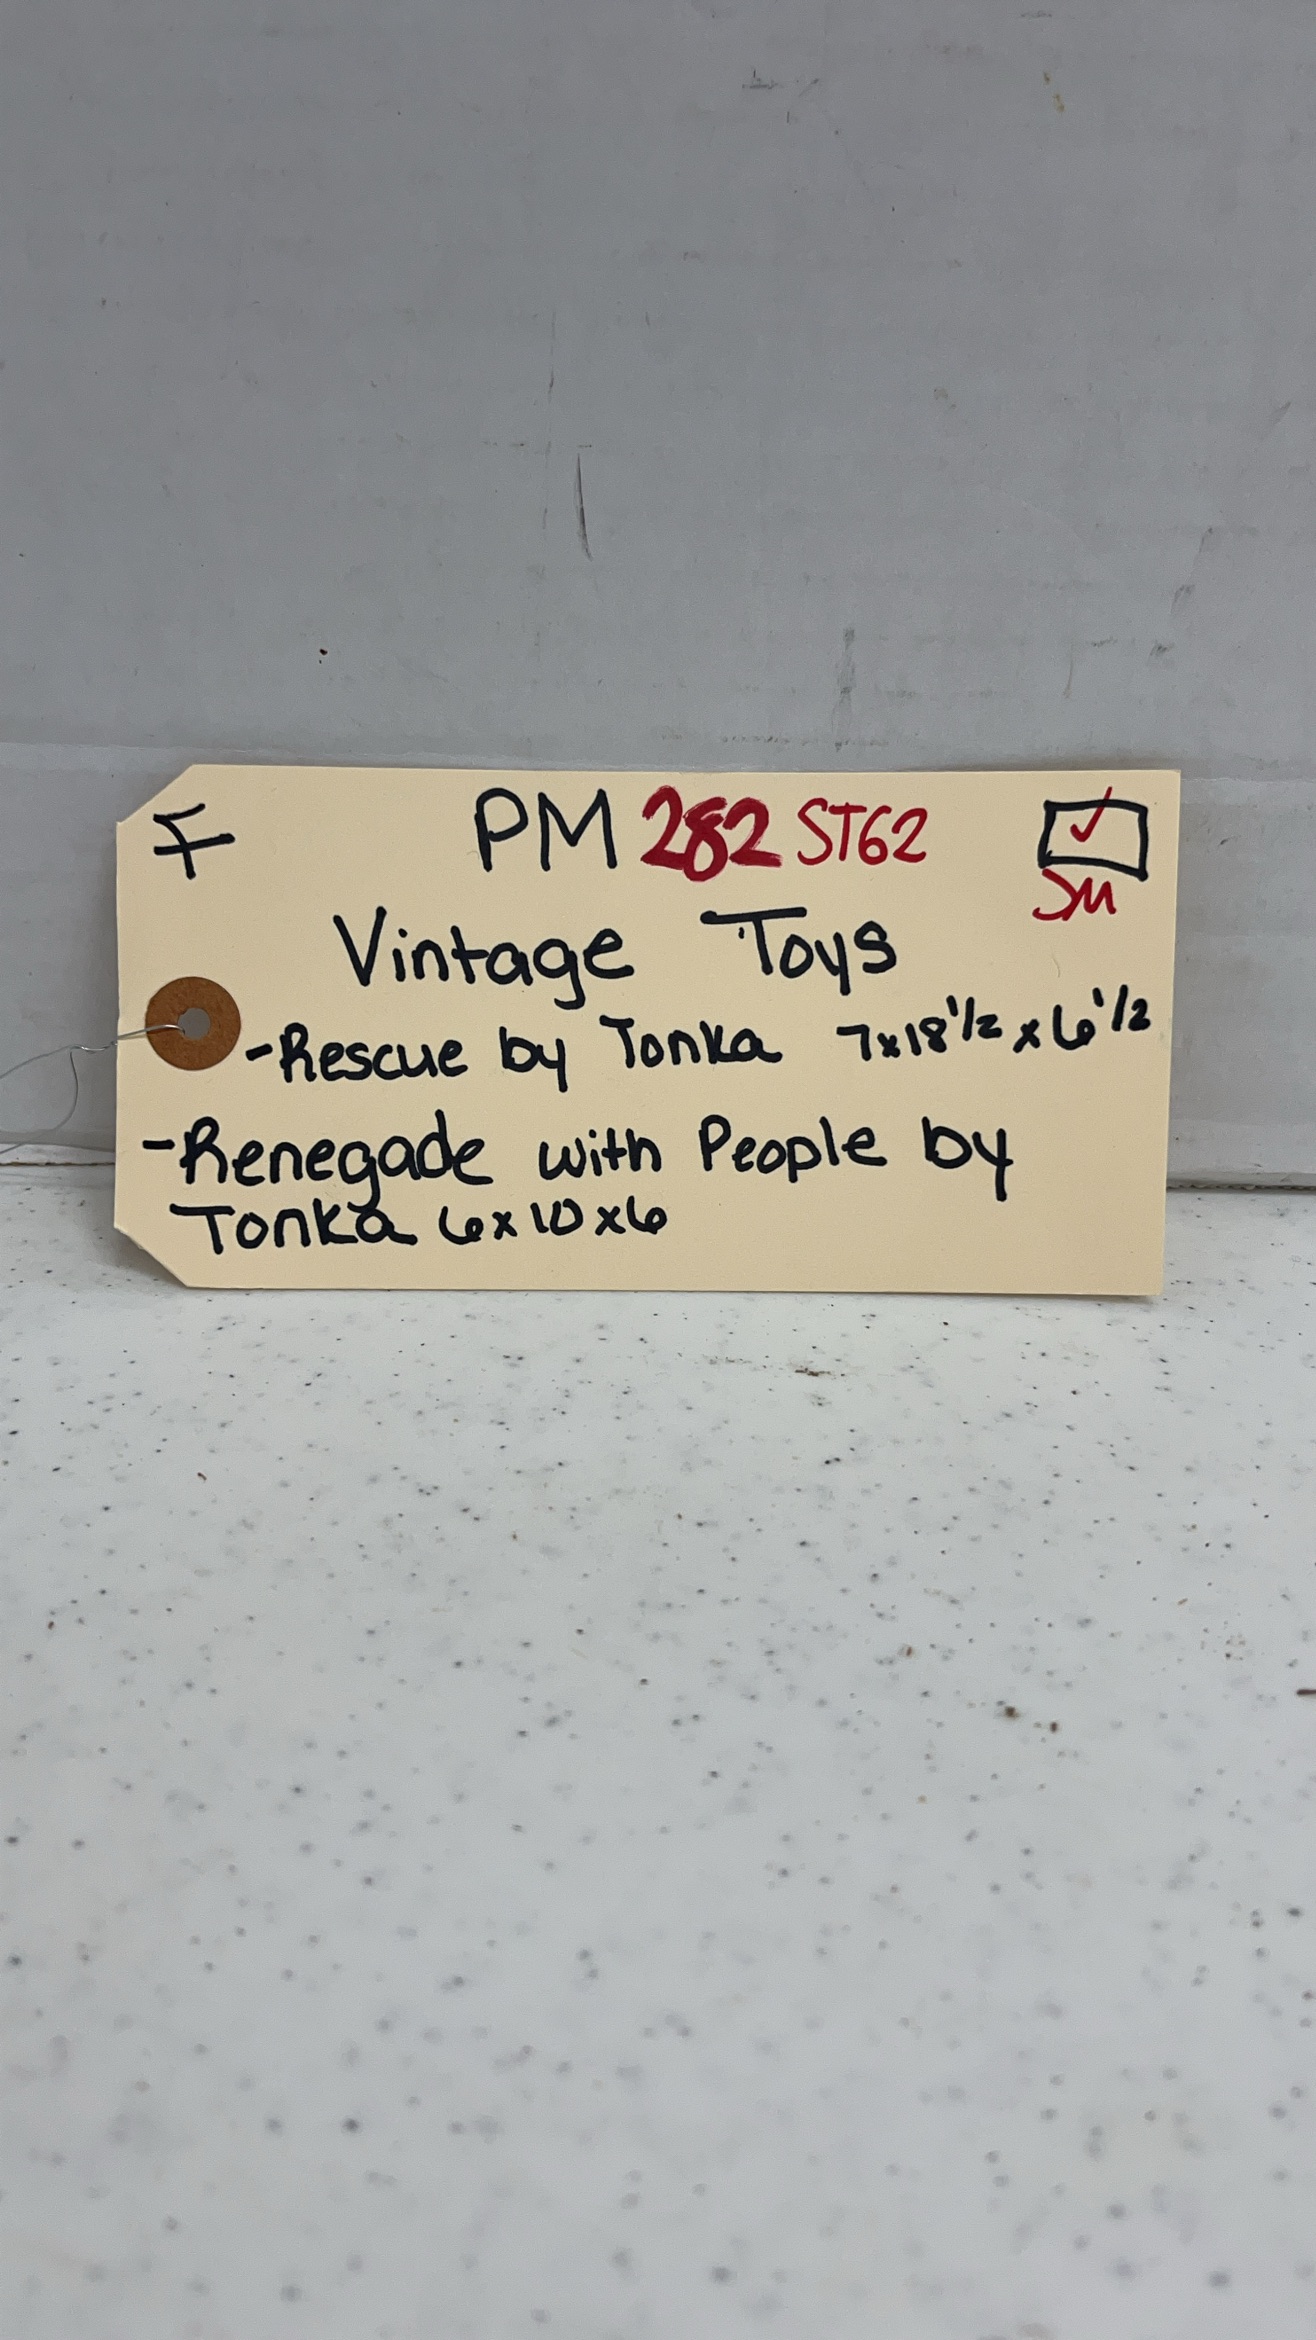 F PM 282 ST62 ✓
SM
Vintage Toys
-Rescue by Tonka 7x18 1/2 x 6 1/2
-Renegade with People by
Tonka 6x10x6